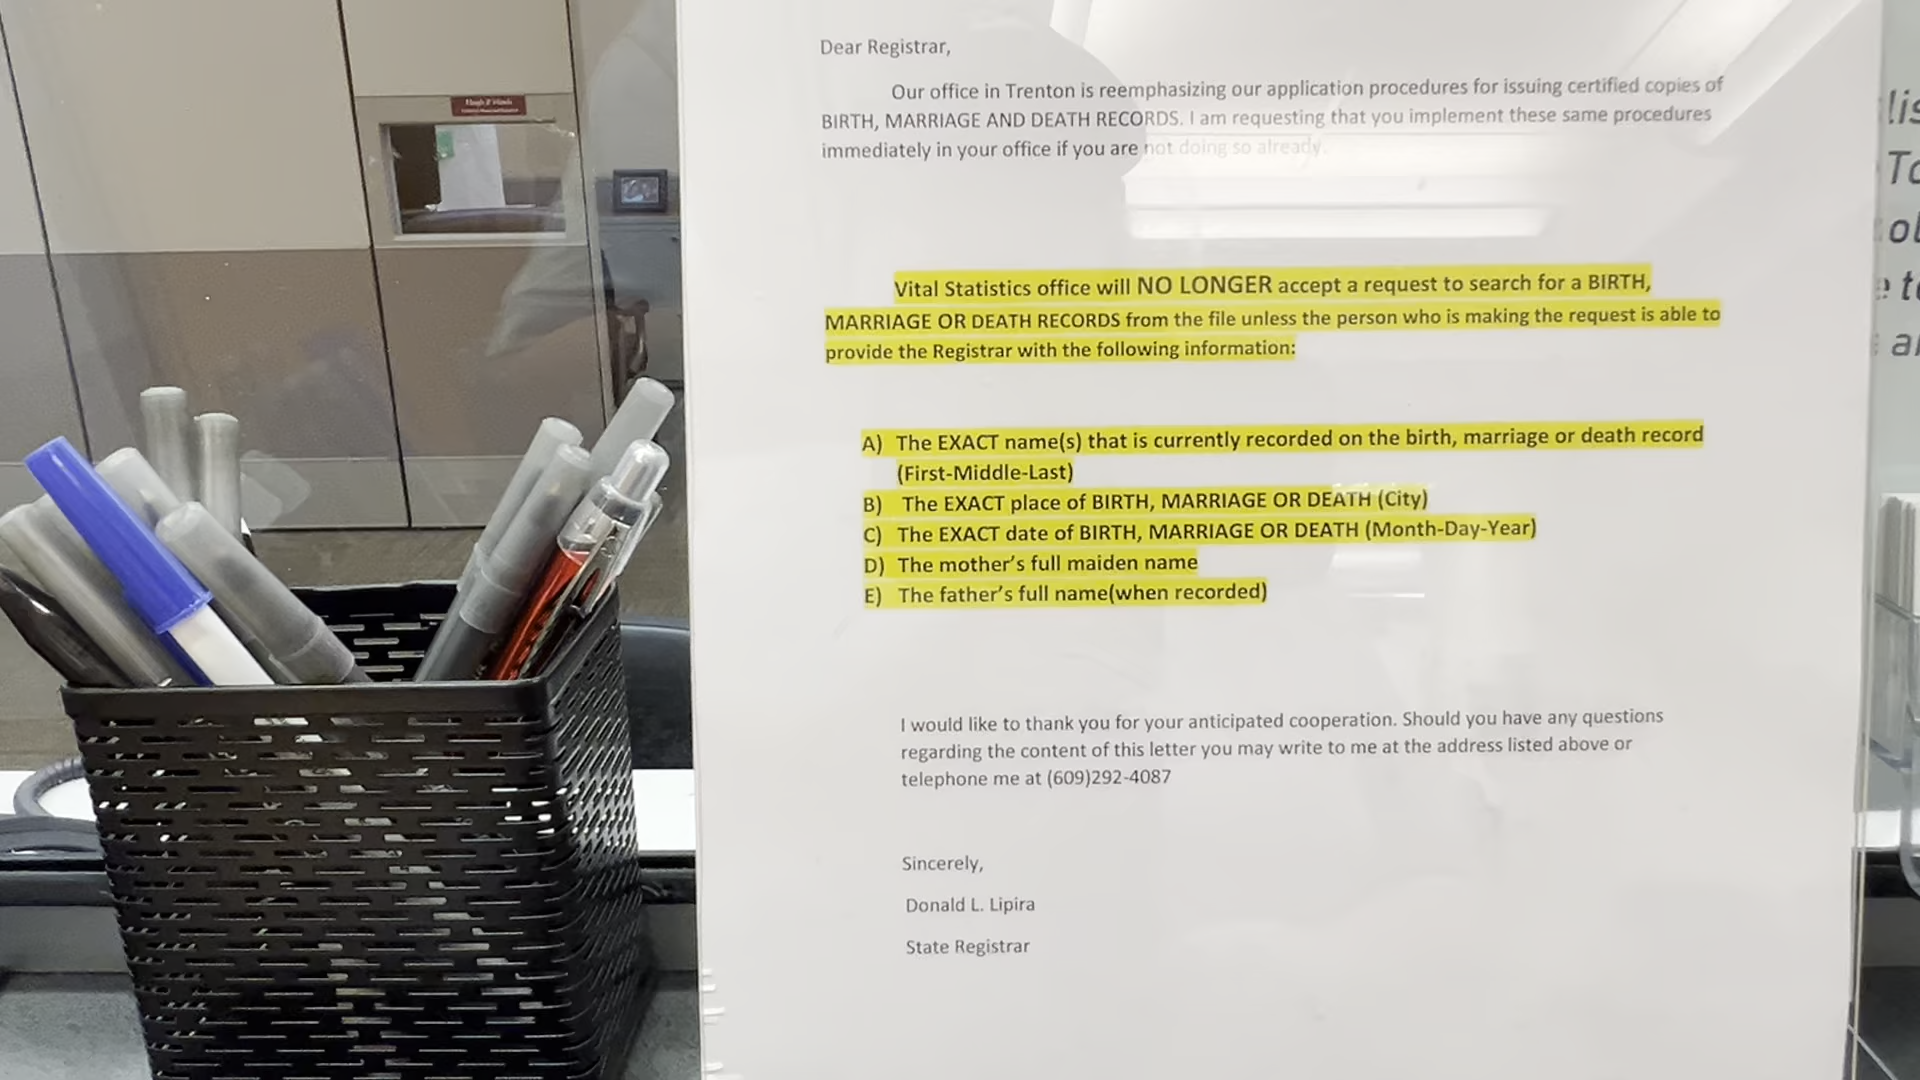 Dear Registrar,
Our office in Trenton is reemphasizing our application procedures for issuing certified copies of
BIRTH, MARRIAGE AND DEATH RECORDS. I am requesting that you implement these same procedures
immediately in your office if you are not doing so already.
Vital Statistics office will NO LONGER accept a request to search for a BIRTH,
MARRIAGE OR DEATH RECORDS from the file unless the person who is making the request is able to
provide the Registrar with the following information:
A) The EXACT name(s) that is currently recorded on the birth, marriage or death record
(First-Middle-Last)
B) The EXACT place of BIRTH, MARRIAGE OR DEATH (City)
C) The EXACT date of BIRTH, MARRIAGE OR DEATH (Month-Day-Year)
D) The mother's full maiden name
E) The father's full name(when recorded)
I would like to thank you for your anticipated cooperation. Should you have any questions
regarding the content of this letter you may write to me at the address listed above or
telephone me at (609)292-4087
Sincerely,
Donald L. Lipira
State Registrar